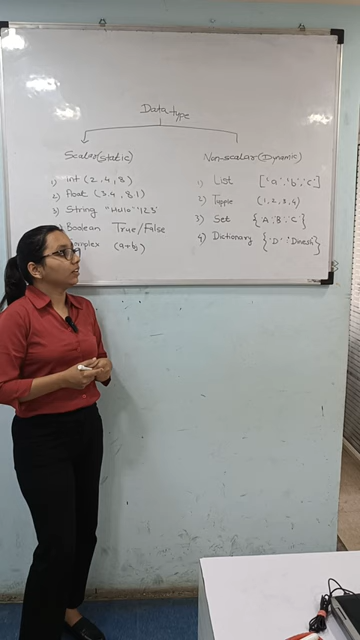 Data-type
Scalar(static)
1) int (2, 4, 8)
2) float (3.4, 8.1)
3) String "Hello" '123'
Boolean True/False
complex (a+b)
Non-scalar(Dynamic)
1) List ['a', 'b', 'c']
2) Tupple (1, 2, 3, 4)
3) Set {'A', 'B', 'C'}
4) Dictionary {'D' : 'Dinesh'}